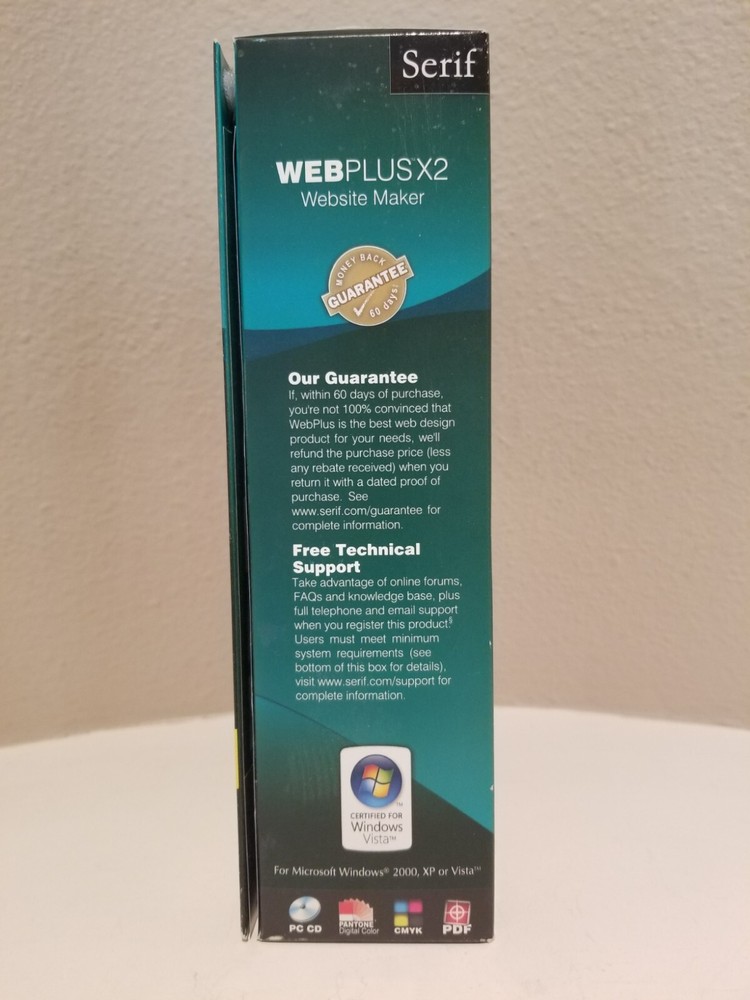 Serif
WEBPLUS™X2
Website Maker
MONEY BACK
GUARANTEE
60 days
Our Guarantee
If, within 60 days of purchase,
you're not 100% convinced that
WebPlus is the best web design
product for your needs, we'll
refund the purchase price (less
any rebate received) when you
return it with a dated proof of
purchase. See
www.serif.com/guarantee for
complete information.
Free Technical
Support
Take advantage of online forums,
FAQs and knowledge base, plus
full telephone and email support
when you register this product.§
Users must meet minimum
system requirements (see
bottom of this box for details),
visit www.serif.com/support for
complete information.
CERTIFIED FOR
Windows
Vista™
For Microsoft Windows® 2000, XP or Vista™
PC CD
PANTONE
Digital Color
CMYK
PDF